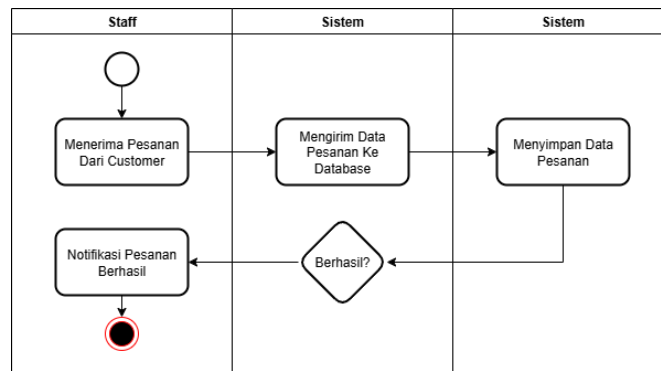 Staff
Sistem
Sistem
Menerima Pesanan
Dari Customer
Mengirim Data
Pesanan Ke
Database
Menyimpan Data
Pesanan
Notifikasi Pesanan
Berhasil
Berhasil?